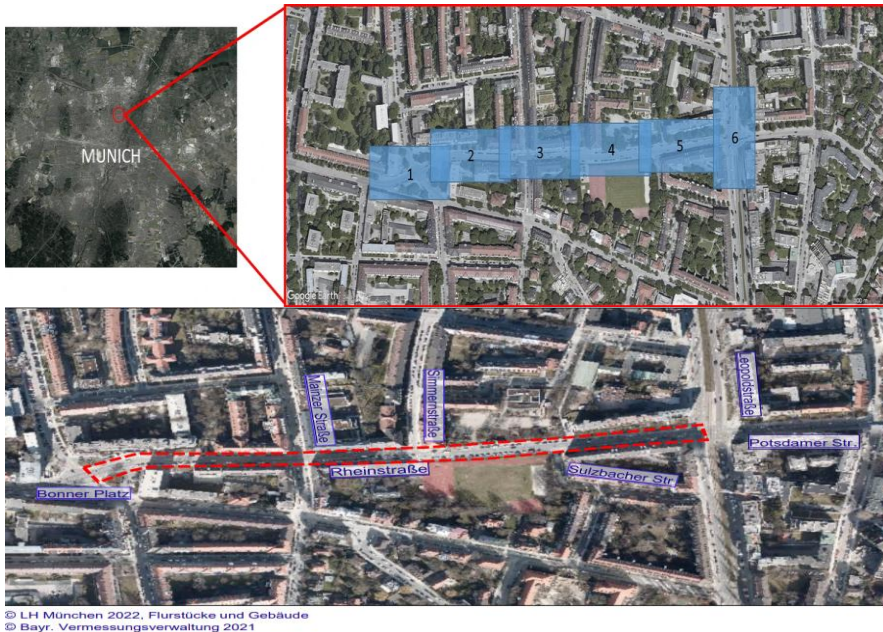 MUNICH
1
2
3
4
5
6
Google Earth
Mainzer Straße
Simmernstraße
Leopoldstraße
Potsdamer Str.
Rheinstraße
Sulzbacher Str
Bonner Platz
© LH München 2022, Flurstücke und Gebäude
© Bayr. Vermessungsverwaltung 2021